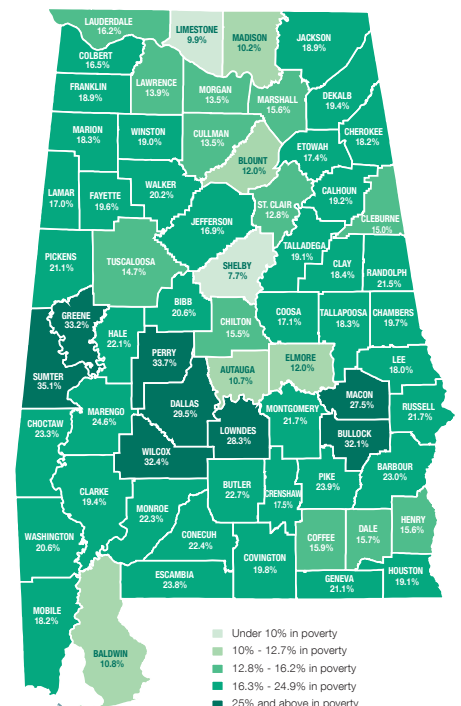 LAUDERDALE
16.2%
LIMESTONE
9.9%
MADISON
10.2%
JACKSON
18.9%
COLBERT
16.5%
FRANKLIN
18.9%
LAWRENCE
13.9%
MORGAN
13.5%
MARSHALL
15.6%
DEKALB
19.4%
MARION
18.3%
WINSTON
19.0%
CULLMAN
13.5%
BLOUNT
12.0%
ETOWAH
17.4%
CHEROKEE
18.2%
LAMAR
17.0%
FAYETTE
19.6%
WALKER
20.2%
JEFFERSON
16.9%
ST. CLAIR
12.8%
CALHOUN
19.2%
CLEBURNE
15.0%
PICKENS
21.1%
TUSCALOOSA
14.7%
SHELBY
7.7%
TALLADEGA
19.1%
CLAY
18.4%
RANDOLPH
21.5%
GREENE
33.2%
HALE
22.1%
BIBB
20.6%
CHILTON
15.5%
COOSA
17.1%
TALLAPOOSA
18.3%
CHAMBERS
19.7%
SUMTER
35.1%
PERRY
33.7%
AUTAUGA
10.7%
ELMORE
12.0%
LEE
18.0%
MACON
27.5%
RUSSELL
21.7%
CHOCTAW
23.3%
MARENGO
24.6%
DALLAS
29.5%
LOWNDES
28.3%
MONTGOMERY
21.7%
BULLOCK
32.1%
WILCOX
32.4%
CLARKE
19.4%
MONROE
22.3%
BUTLER
22.7%
CRENSHAW
17.5%
PIKE
23.9%
BARBOUR
23.0%
WASHINGTON
20.6%
CONECUH
22.4%
COVINGTON
19.8%
COFFEE
15.9%
DALE
15.7%
HENRY
15.6%
ESCAMBIA
23.8%
GENEVA
21.1%
HOUSTON
19.1%
MOBILE
18.2%
BALDWIN
10.8%
Under 10% in poverty
10% - 12.7% in poverty
12.8% - 16.2% in poverty
16.3% - 24.9% in poverty
25% and above in poverty